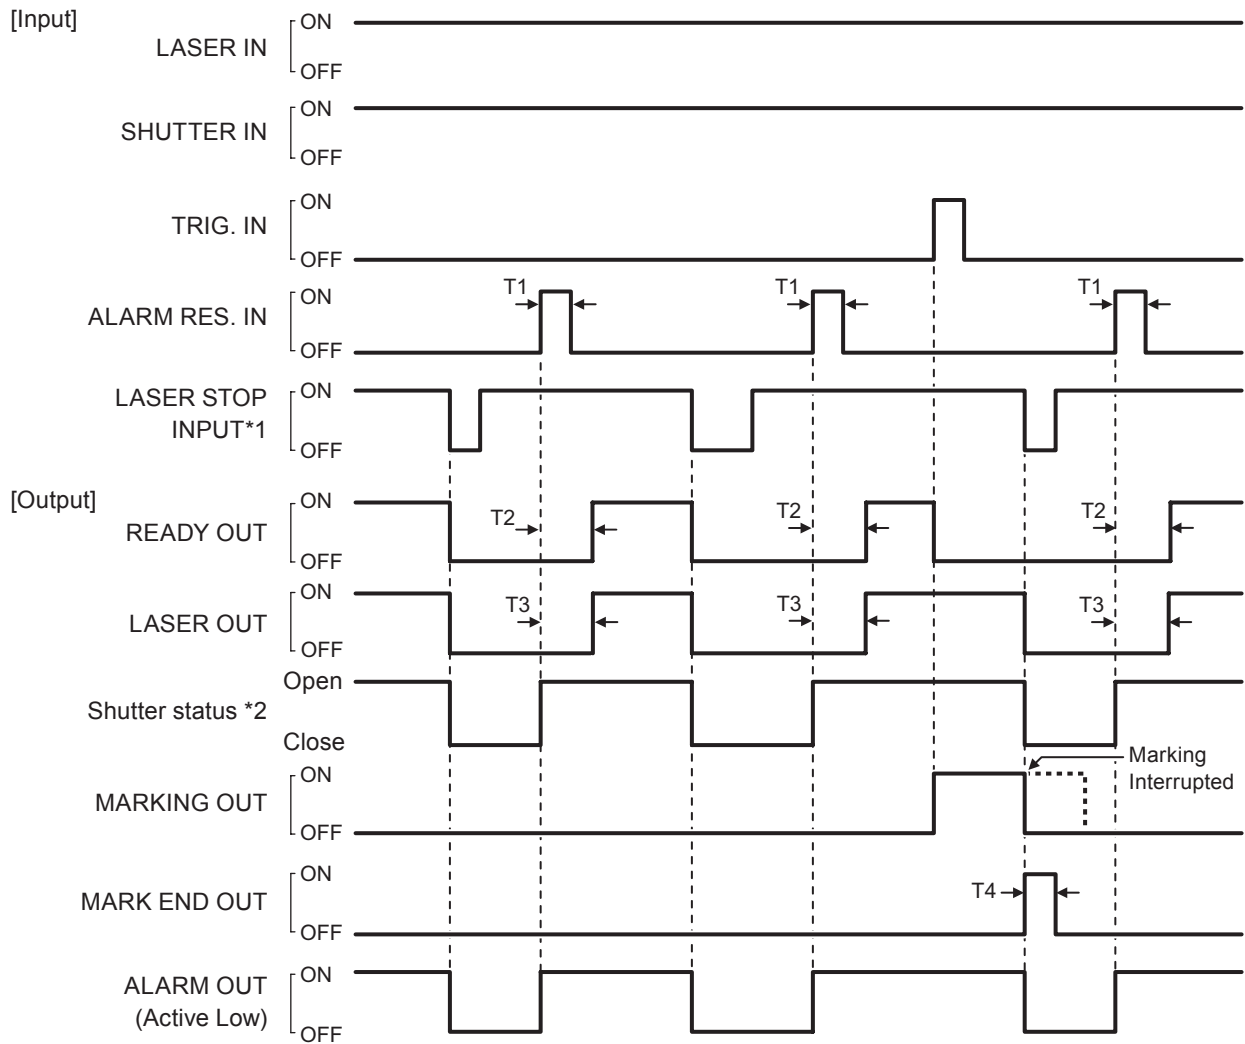 [Input]
LASER IN
ON
OFF
SHUTTER IN
ON
OFF
TRIG. IN
ON
OFF
ALARM RES. IN
ON
OFF
T1
T1
T1
LASER STOP
INPUT*1
ON
OFF
[Output]
READY OUT
ON
OFF
T2
T2
T2
LASER OUT
ON
OFF
T3
T3
T3
Shutter status *2
Open
Close
MARKING OUT
ON
OFF
Marking
Interrupted
MARK END OUT
ON
OFF
T4
ALARM OUT
(Active Low)
ON
OFF